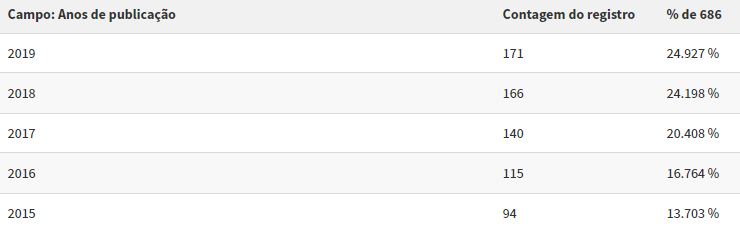 Campo: Anos de publicação Contagem do registro % de 686
2019 171 24.927 %
2018 166 24.198 %
2017 140 20.408 %
2016 115 16.764 %
2015 94 13.703 %